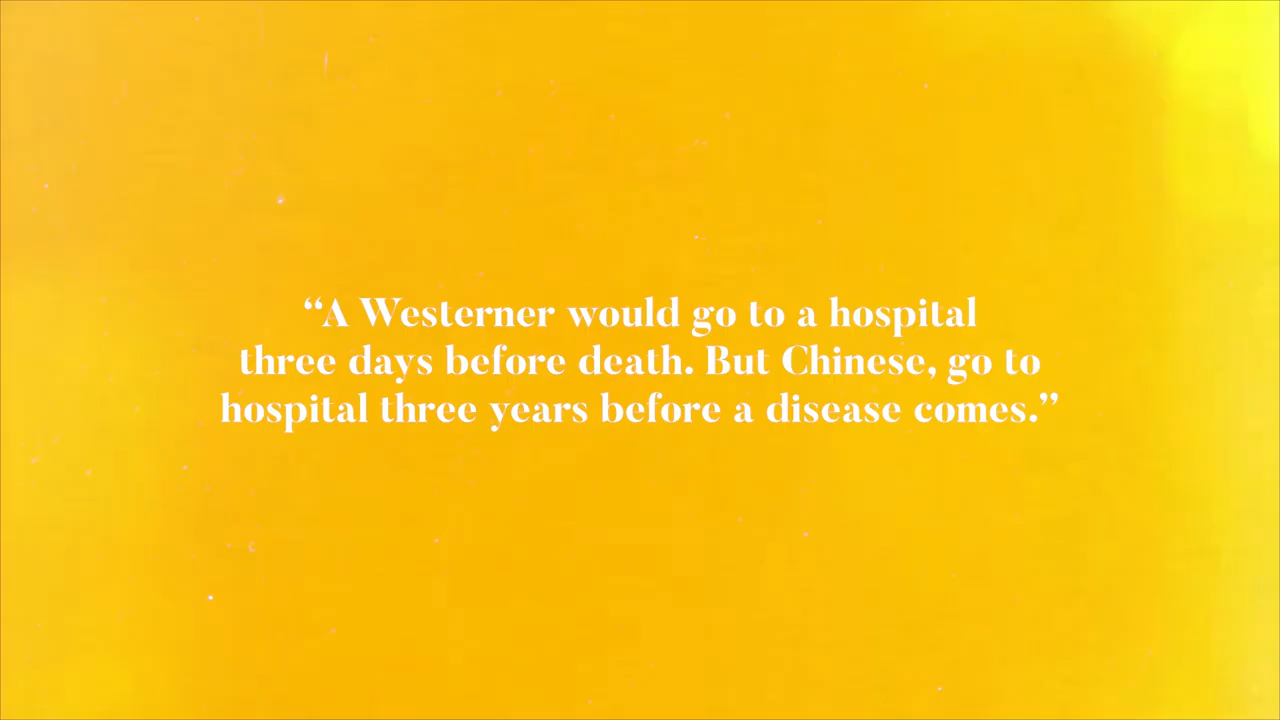 “A Westerner would go to a hospital
three days before death. But Chinese, go to
hospital three years before a disease comes.”